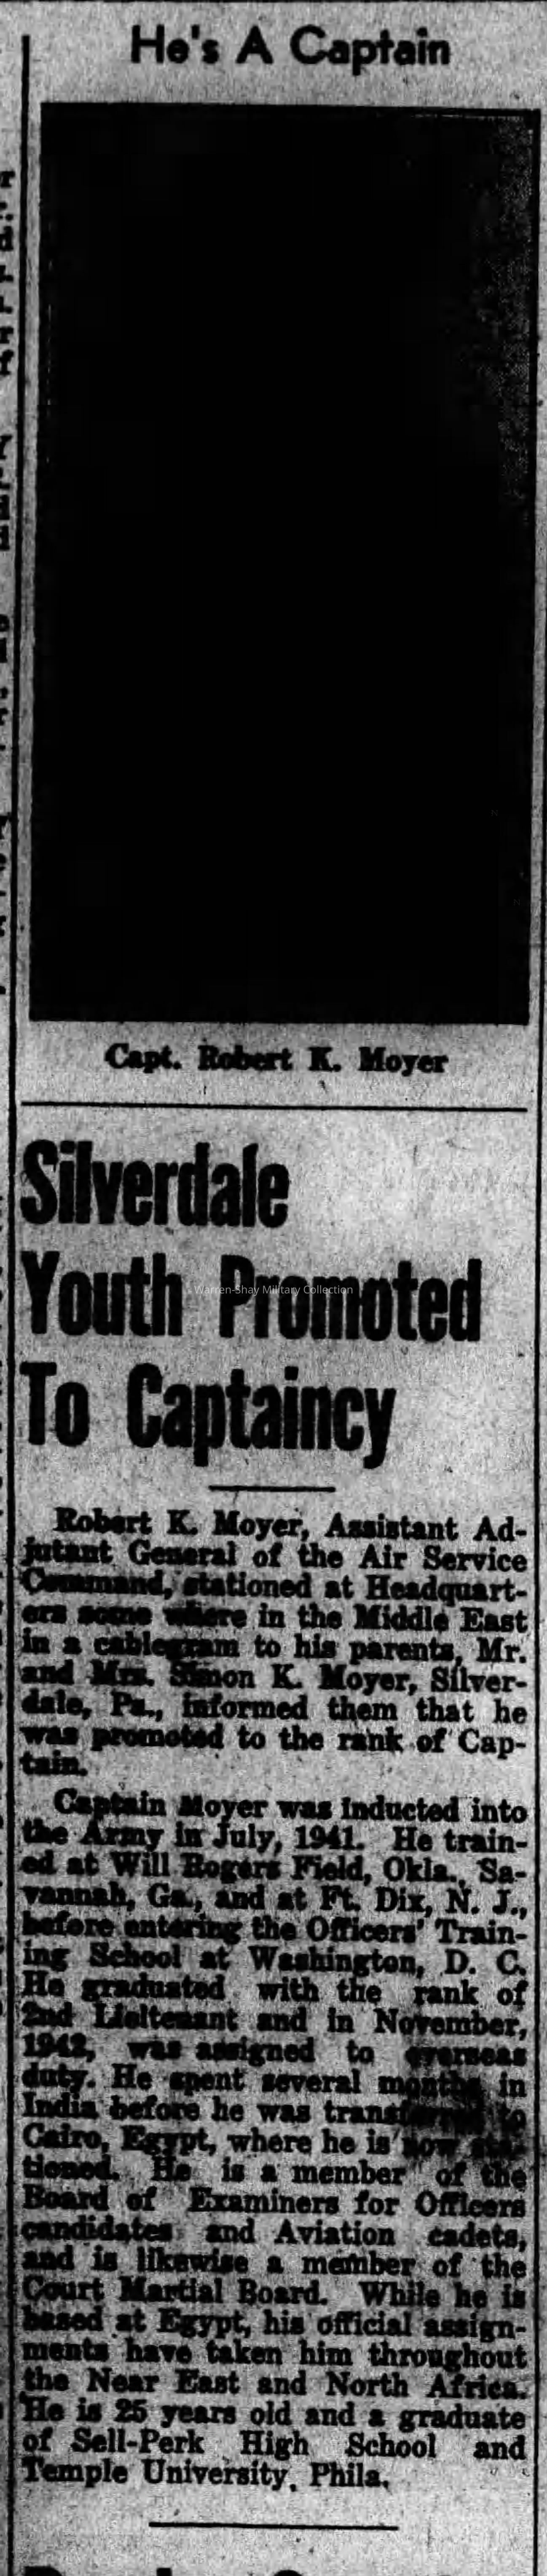 He's A Captain
Capt. Robert K. Moyer
Silverdale
Youth Promoted
Warren-Shay Military Collection
To Captaincy
Robert K. Moyer, Assistant Ad-
jutant General of the Air Service
Command, stationed at Headquart-
ers some where in the Middle East
in a cablegram to his parents, Mr.
and Mrs. Simon K. Moyer, Silver-
dale, Pa., informed them that he
was promoted to the rank of Cap-
tain.
Captain Moyer was inducted into
the Army in July, 1941. He train-
ed at Will Rogers Field, Okla., Sa-
vannah, Ga., and at Ft. Dix, N. J.,
before entering the Officers' Train-
ing School at Washington, D. C.
He graduated with the rank of
2nd Lieitenant and in November,
1942, was assigned to overseas
duty. He spent several months in
India before he was transferred to
Cairo, Egypt, where he is now sta-
tioned. He is a member of the
Board of Examiners for Officers
candidates and Aviation cadets,
and is likewise a member of the
Court Martial Board. While he is
based at Egypt, his official assign-
ments have taken him throughout
the Near East and North Africa.
He is 25 years old and a graduate
of Sell-Perk High School and
Temple University, Phila.